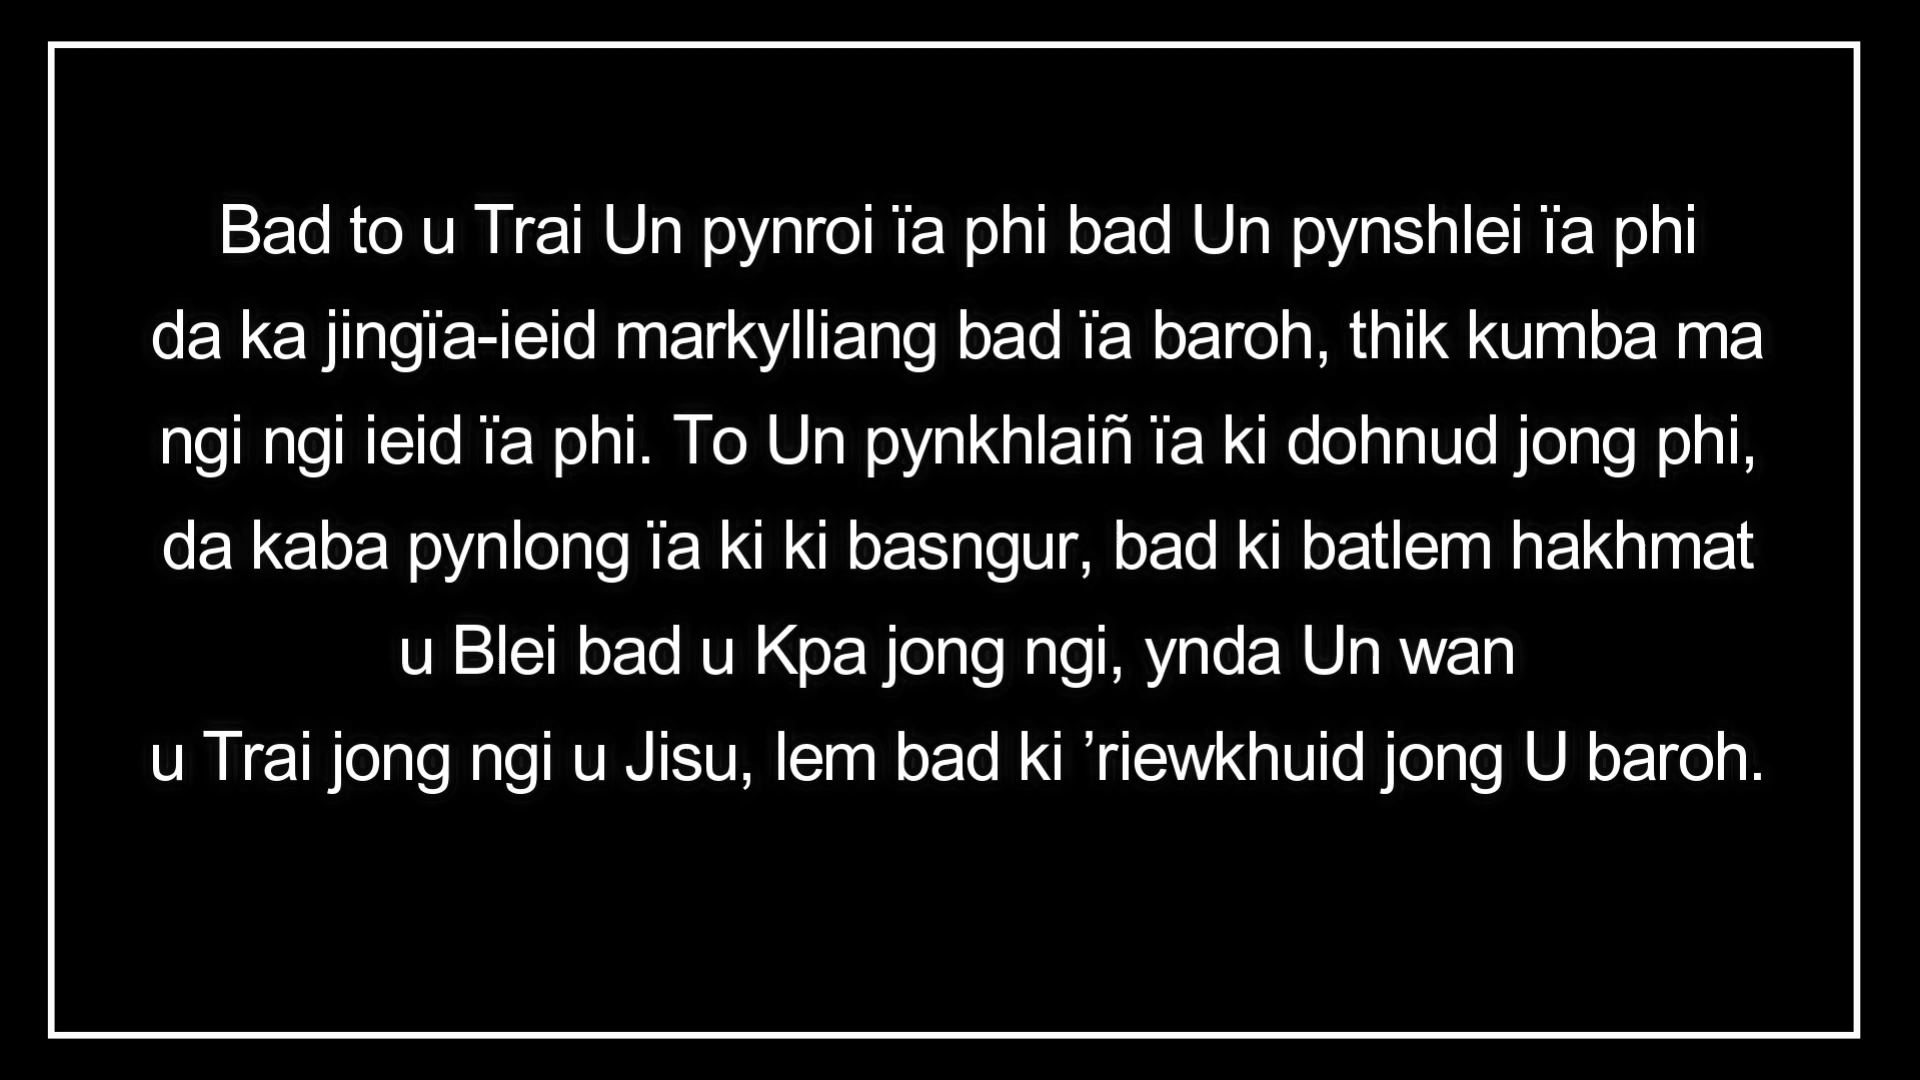 Bad to u Trai Un pynroi ïa phi bad Un pynshlei ïa phi
da ka jingïa-ieid markylliang bad ïa baroh, thik kumba ma
ngi ngi ieid ïa phi. To Un pynkhlaiñ ïa ki dohnud jong phi,
da kaba pynlong ïa ki ki basngur, bad ki batlem hakhmat
u Blei bad u Kpa jong ngi, ynda Un wan
u Trai jong ngi u Jisu, lem bad ki ’riewkhuid jong U baroh.